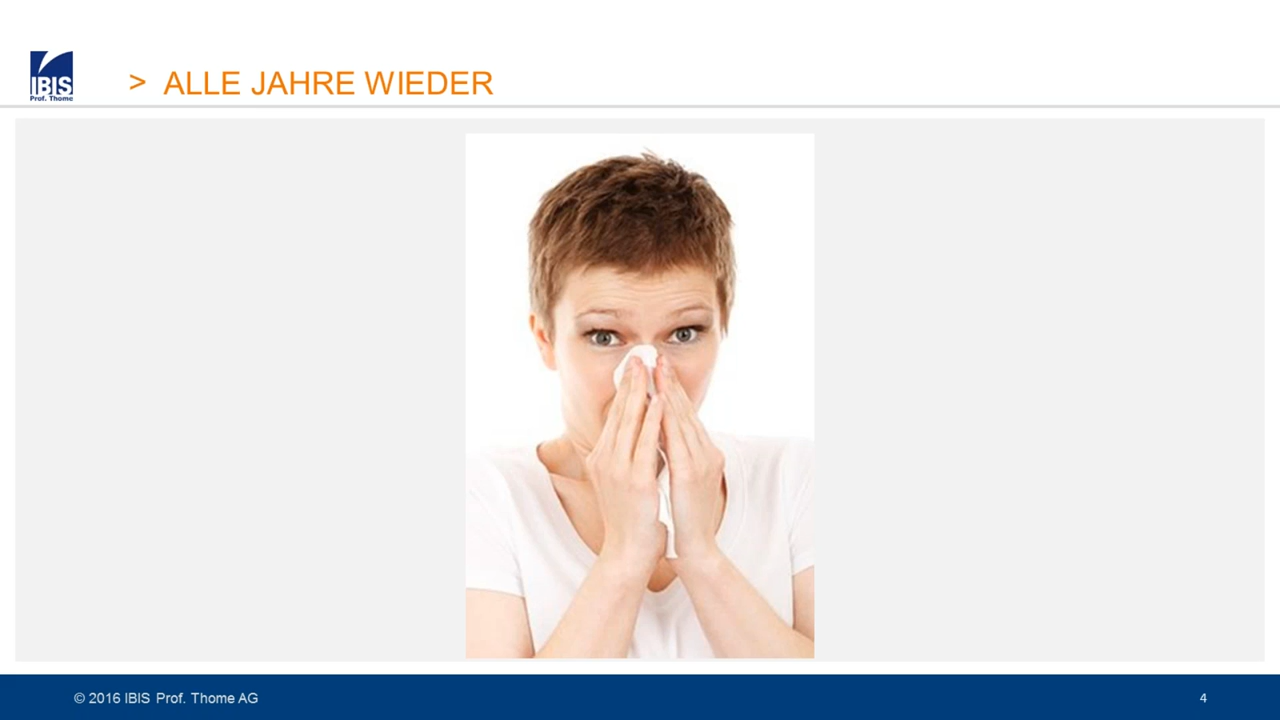 IBIS
Prof. Thome
> ALLE JAHRE WIEDER
© 2016 IBIS Prof. Thome AG
4